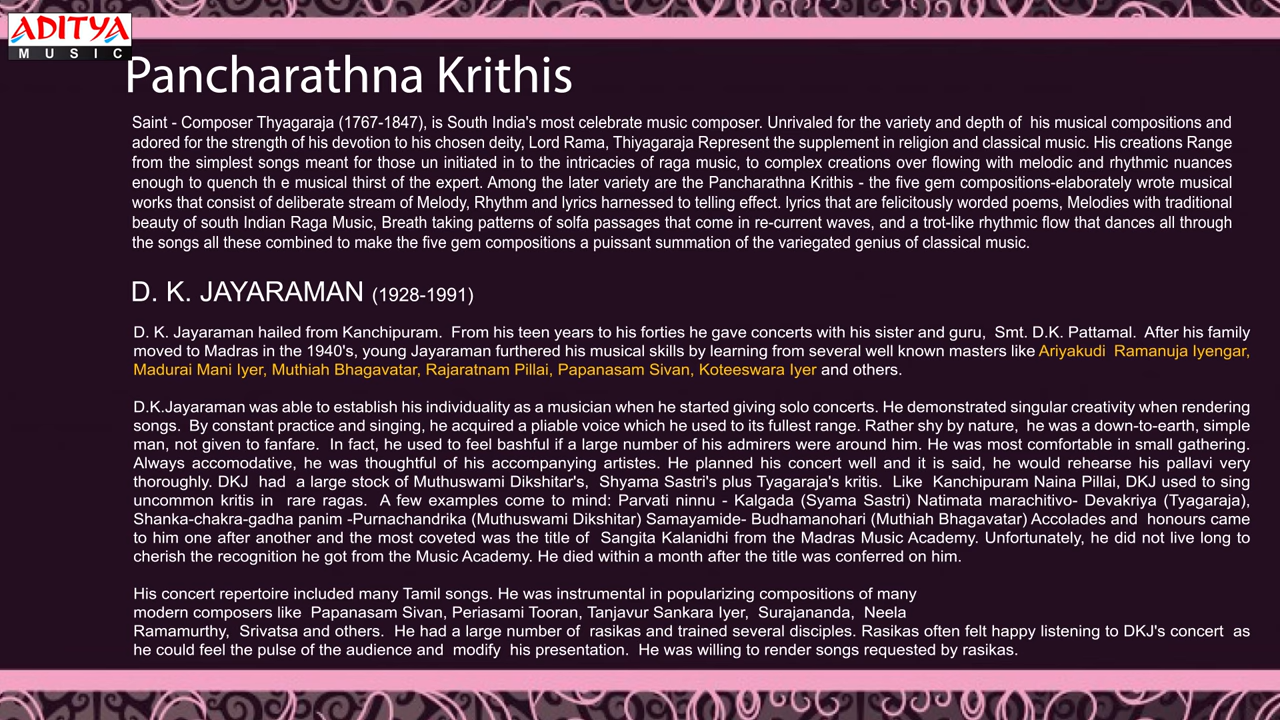 ADITYA
MUSIC
Pancharathna Krithis
Saint - Composer Thyagaraja (1767-1847), is South India's most celebrate music composer. Unrivaled for the variety and depth of his musical compositions and
adored for the strength of his devotion to his chosen deity, Lord Rama, Thiyagaraja Represent the supplement in religion and classical music. His creations Range
from the simplest songs meant for those un initiated in to the intricacies of raga music, to complex creations over flowing with melodic and rhythmic nuances
enough to quench th e musical thirst of the expert. Among the later variety are the Pancharathna Krithis - the five gem compositions-elaborately wrote musical
works that consist of deliberate stream of Melody, Rhythm and lyrics harnessed to telling effect. lyrics that are felicitously worded poems, Melodies with traditional
beauty of south Indian Raga Music, Breath taking patterns of solfa passages that come in re-current waves, and a trot-like rhythmic flow that dances all through
the songs all these combined to make the five gem compositions a puissant summation of the variegated genius of classical music.
D. K. JAYARAMAN (1928-1991)
D. K. Jayaraman hailed from Kanchipuram. From his teen years to his forties he gave concerts with his sister and guru, Smt. D.K. Pattamal. After his family
moved to Madras in the 1940's, young Jayaraman furthered his musical skills by learning from several well known masters like Ariyakudi Ramanuja Iyengar,
Madurai Mani Iyer, Muthiah Bhagavatar, Rajaratnam Pillai, Papanasam Sivan, Koteeswara Iyer and others.
D.K.Jayaraman was able to establish his individuality as a musician when he started giving solo concerts. He demonstrated singular creativity when rendering
songs. By constant practice and singing, he acquired a pliable voice which he used to its fullest range. Rather shy by nature, he was a down-to-earth, simple
man, not given to fanfare. In fact, he used to feel bashful if a large number of his admirers were around him. He was most comfortable in small gathering.
Always accomodative, he was thoughtful of his accompanying artistes. He planned his concert well and it is said, he would rehearse his pallavi very
thoroughly. DKJ had a large stock of Muthuswami Dikshitar's, Shyama Sastri's plus Tyagaraja's kritis. Like Kanchipuram Naina Pillai, DKJ used to sing
uncommon kritis in rare ragas. A few examples come to mind: Parvati ninnu - Kalgada (Syama Sastri) Natimata marachitivo- Devakriya (Tyagaraja),
Shanka-chakra-gadha panim -Purnachandrika (Muthuswami Dikshitar) Samayamide- Budhamanohari (Muthiah Bhagavatar) Accolades and honours came
to him one after another and the most coveted was the title of Sangita Kalanidhi from the Madras Music Academy. Unfortunately, he did not live long to
cherish the recognition he got from the Music Academy. He died within a month after the title was conferred on him.
His concert repertoire included many Tamil songs. He was instrumental in popularizing compositions of many
modern composers like Papanasam Sivan, Periasami Tooran, Tanjavur Sankara Iyer, Surajananda, Neela
Ramamurthy, Srivatsa and others. He had a large number of rasikas and trained several disciples. Rasikas often felt happy listening to DKJ's concert as
he could feel the pulse of the audience and modify his presentation. He was willing to render songs requested by rasikas.